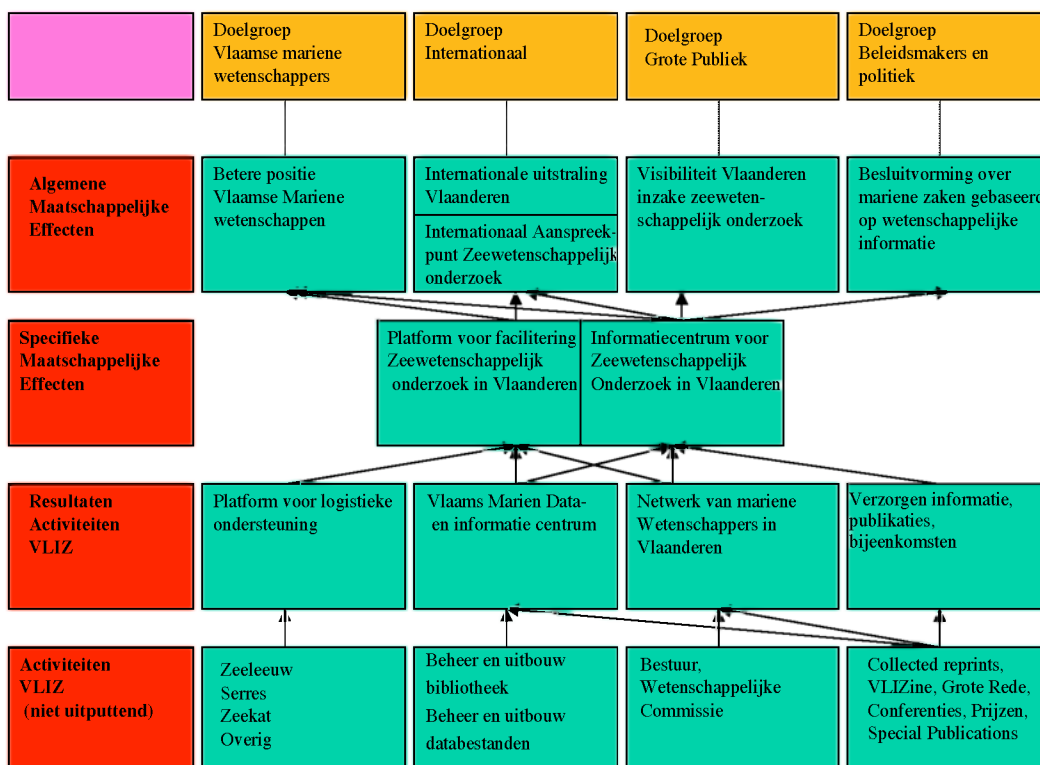 Doelgroep
Vlaamse mariene
wetenschappers
Doelgroep
Internationaal
Doelgroep
Grote Publiek
Doelgroep
Beleidsmakers en
politiek
Algemene
Maatschappelijke
Effecten
Betere positie
Vlaamse Mariene
wetenschappen
Internationale uitstraling
Vlaanderen
Internationaal Aanspreek-
punt Zeewetenschappelijk
onderzoek
Visibiliteit Vlaanderen
inzake zeeweten-
schappelijk onderzoek
Besluitvorming over
mariene zaken gebaseerd
op wetenschappelijke
informatie
Specifieke
Maatschappelijke
Effecten
Platform voor facilitering
Zeewetenschappelijk
onderzoek in Vlaanderen
Informatiecentrum voor
Zeewetenschappelijk
Onderzoek in Vlaanderen
Resultaten
Activiteiten
VLIZ
Platform voor logistieke
ondersteuning
Vlaams Marien Data-
en informatie centrum
Netwerk van mariene
Wetenschappers in
Vlaanderen
Verzorgen informatie,
publikaties,
bijeenkomsten
Activiteiten
VLIZ
(niet uitputtend)
Zeeleeuw
Serres
Zeekat
Overig
Beheer en uitbouw
bibliotheek
Beheer en uitbouw
databestanden
Bestuur,
Wetenschappelijke
Commissie
Collected reprints,
VLIZine, Grote Rede,
Conferenties, Prijzen,
Special Publications